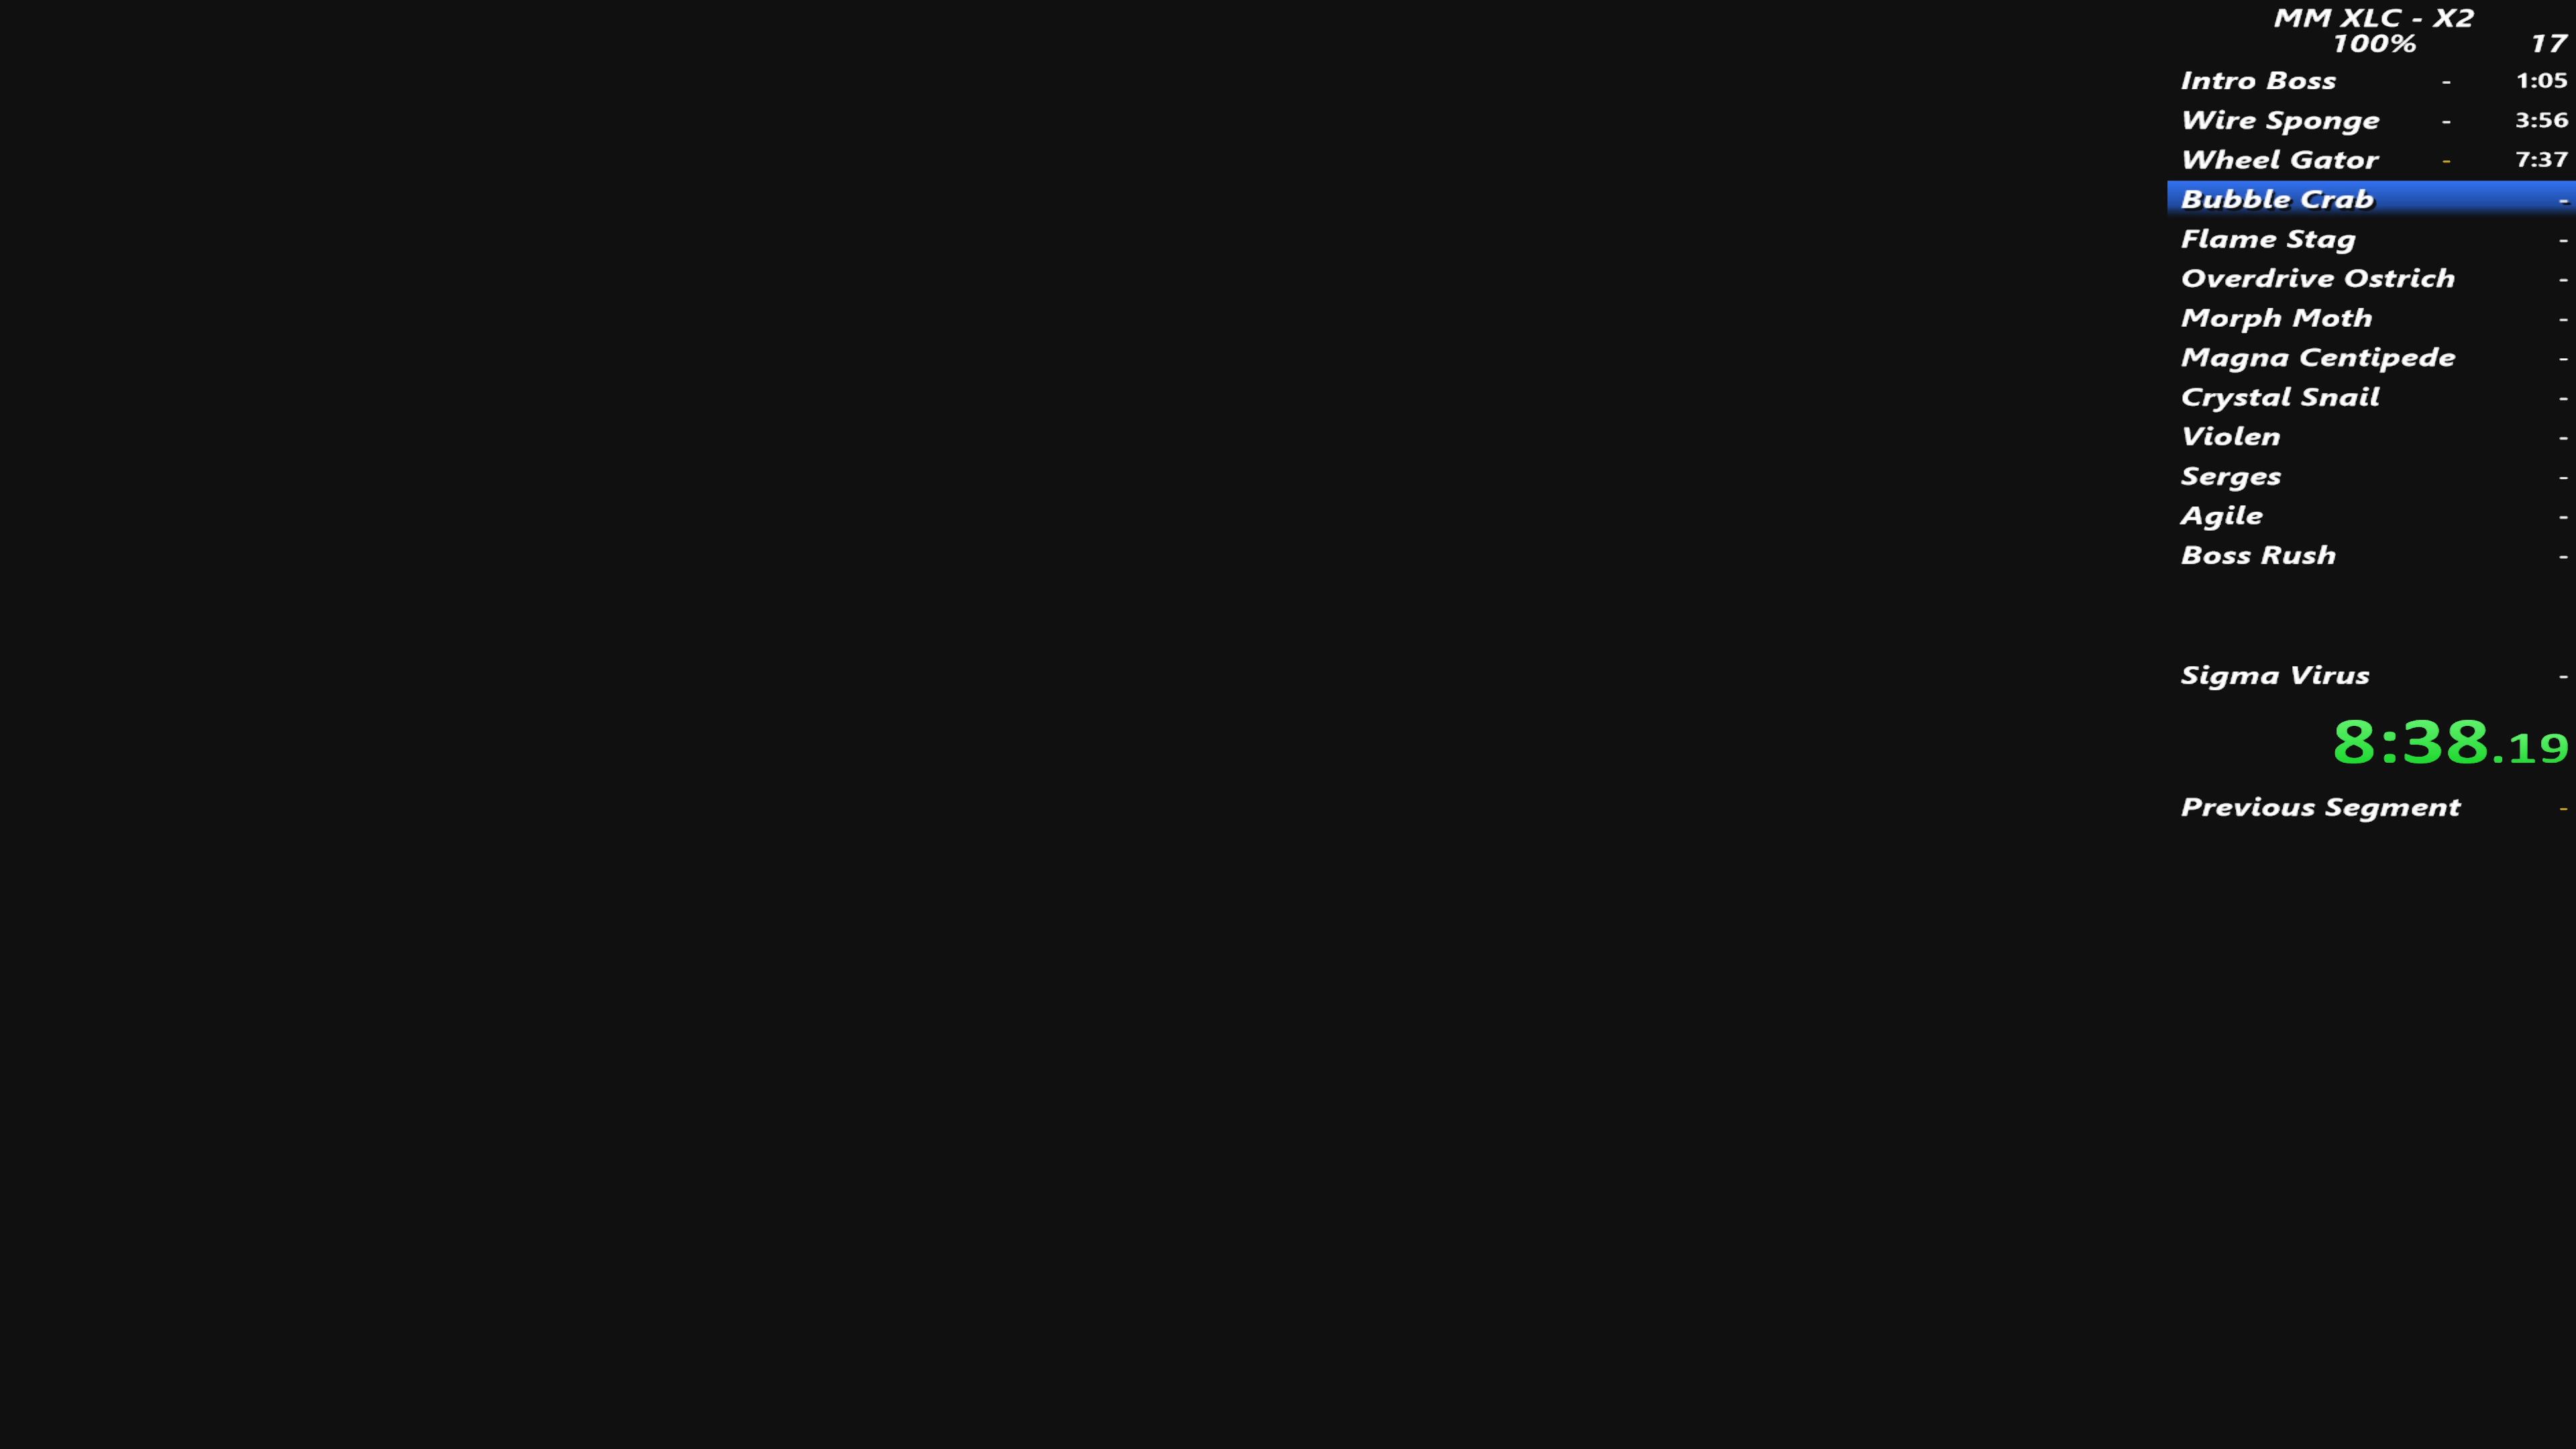 MM XLC - X2
100% 17
Intro Boss - 1:05
Wire Sponge - 3:56
Wheel Gator - 7:37
Bubble Crab -
Flame Stag -
Overdrive Ostrich -
Morph Moth -
Magna Centipede -
Crystal Snail -
Violen -
Serges -
Agile -
Boss Rush -
Sigma Virus -
8:38.19
Previous Segment -